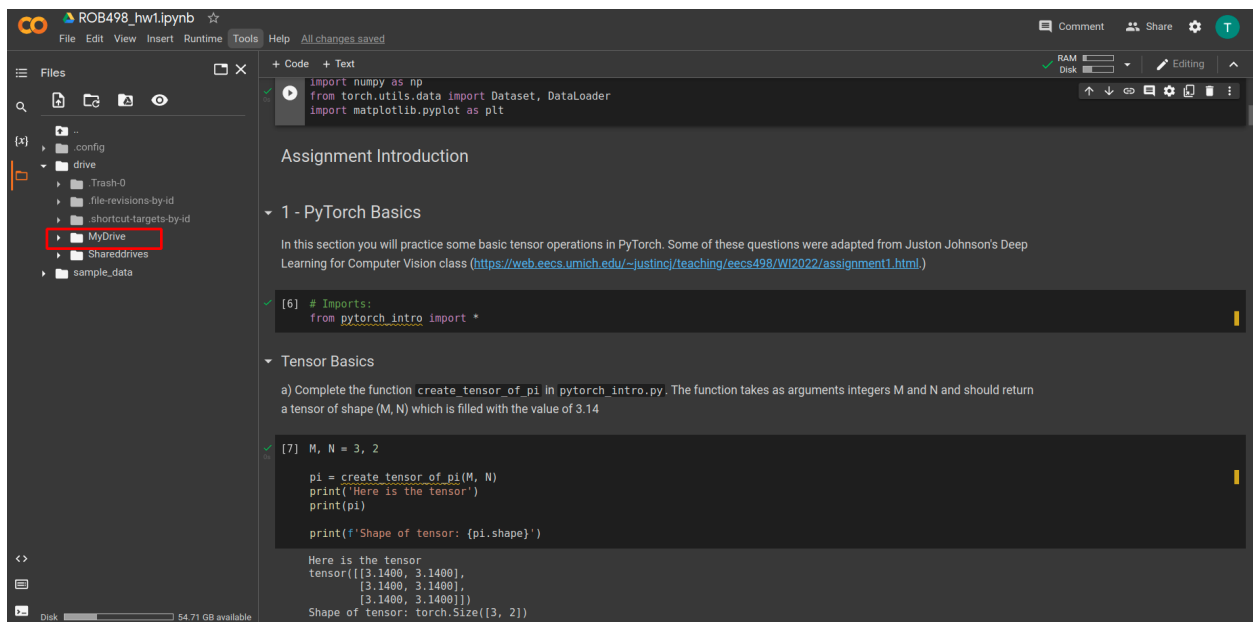 ROB498_hw1.ipynb
File Edit View Insert Runtime Tools Help All changes saved
Comment Share T
Files
+ Code + Text
RAM
Disk
Editing
{x}
..
.config
drive
.Trash-0
.file-revisions-by-id
.shortcut-targets-by-id
MyDrive
Shareddrives
sample_data
Disk 54.71 GB available
import numpy as np
from torch.utils.data import Dataset, DataLoader
import matplotlib.pyplot as plt
Assignment Introduction
1 - PyTorch Basics
In this section you will practice some basic tensor operations in PyTorch. Some of these questions were adapted from Juston Johnson's Deep
Learning for Computer Vision class (https://web.eecs.umich.edu/~justincj/teaching/eecs498/WI2022/assignment1.html.)
[6] # Imports:
from pytorch_intro import *
Tensor Basics
a) Complete the function create_tensor_of_pi in pytorch_intro.py. The function takes as arguments integers M and N and should return
a tensor of shape (M, N) which is filled with the value of 3.14
[7] M, N = 3, 2
pi = create_tensor_of_pi(M, N)
print('Here is the tensor')
print(pi)
print(f'Shape of tensor: {pi.shape}')
Here is the tensor
tensor([[3.1400, 3.1400],
[3.1400, 3.1400],
[3.1400, 3.1400]])
Shape of tensor: torch.Size([3, 2])